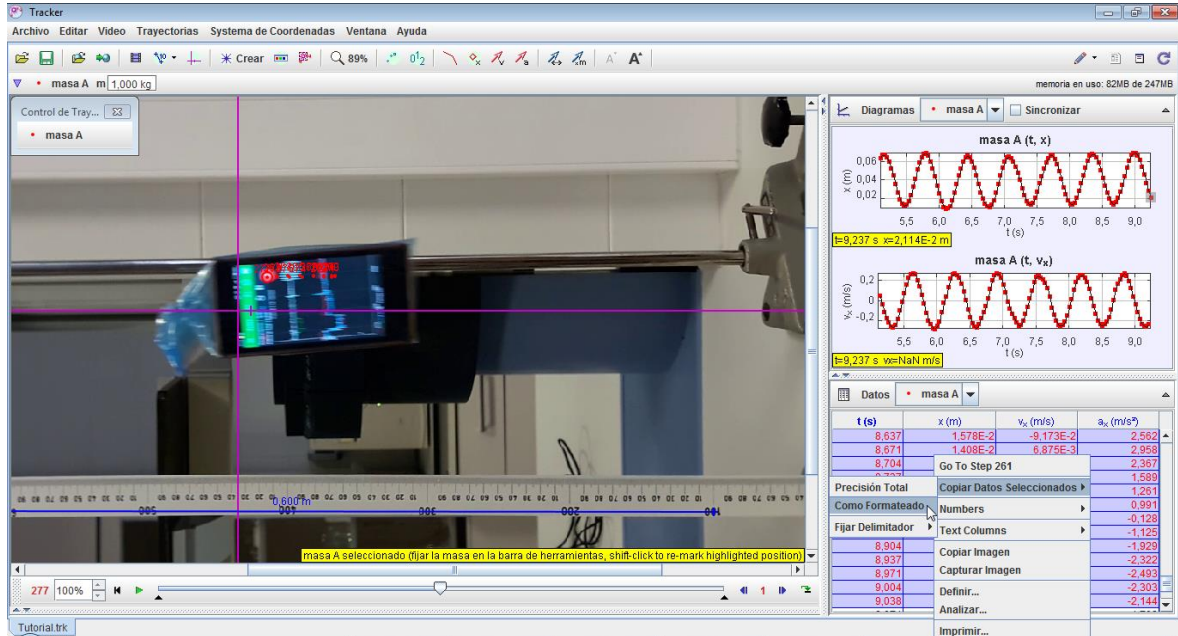 Tracker
Archivo Editar Video Trayectorias Systema de Coordenadas Ventana Ayuda
Crear 89%
masa A m 1,000 kg memoria en uso: 82MB de 247MB
Control de Tray...
masa A
Diagramas masa A Sincronizar
masa A (t, x)
x (m)
0,06
0,04
0,02
5,5 6,0 6,5 7,0 7,5 8,0 8,5 9,0
t (s)
t=9,237 s x=2,114E-2 m
masa A (t, vx)
vx (m/s)
0,2
0
-0,2
5,5 6,0 6,5 7,0 7,5 8,0 8,5 9,0
t (s)
t=9,237 s vx=NaN m/s
Datos masa A
t (s) x (m) vx (m/s) ax (m/s²)
8,637 1,578E-2 -9,173E-2 2,562
8,671 1,408E-2 6,875E-3 2,958
8,704 2,367
1,589
1,261
0,991
-0,128
-1,125
8,904 -1,929
8,937 -2,322
8,971 -2,493
9,004 -2,303
9,038 -2,144
Go To Step 261
Copiar Datos Seleccionados
Numbers
Text Columns
Copiar Imagen
Capturar Imagen
Definir...
Analizar...
Imprimir...
Precisión Total
Como Formateado
Fijar Delimitador
0,600 m
masa A seleccionado (fijar la masa en la barra de herramientas, shift-click to re-mark highlighted position)
277 100% 1
Tutorial.trk